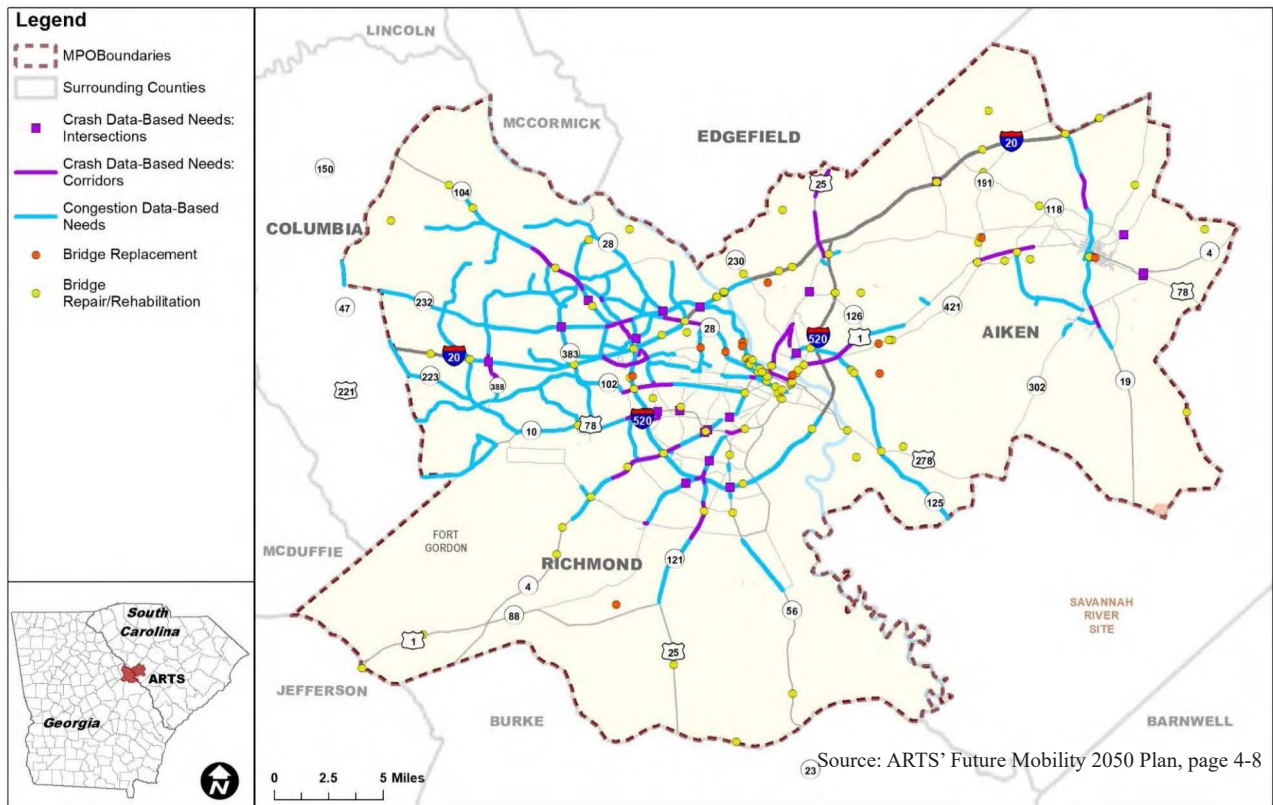 Legend
MPOBoundaries
Surrounding Counties
Crash Data-Based Needs:
Intersections
Crash Data-Based Needs:
Corridors
Congestion Data-Based
Needs
Bridge Replacement
Bridge
Repair/Rehabilitation
South
Carolina
ARTS
Georgia
N
LINCOLN
MCCORMICK
EDGEFIELD
20
150
25
191
104
118
COLUMBIA
28
230
4
78
47
232
28
126
421
AIKEN
1
520
383
20
223
388
102
302
19
221
520
10
78
278
125
FORT
GORDON
MCDUFFIE
RICHMOND
121
4
88
56
SAVANNAH
RIVER
SITE
1
25
JEFFERSON
BURKE
BARNWELL
23
Source: ARTS' Future Mobility 2050 Plan, page 4-8
0 2.5 5 Miles